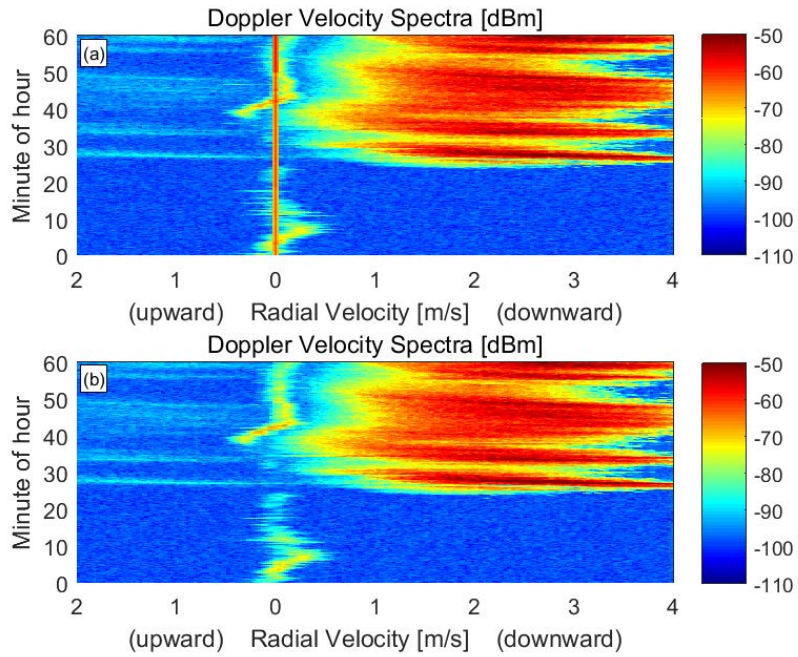 Doppler Velocity Spectra [dBm]
(a)
60
50
40
30
20
10
0
Minute of hour
2 1 0 1 2 3 4
(upward) Radial Velocity [m/s] (downward)
-50
-60
-70
-80
-90
-100
-110
Doppler Velocity Spectra [dBm]
(b)
60
50
40
30
20
10
0
Minute of hour
2 1 0 1 2 3 4
(upward) Radial Velocity [m/s] (downward)
-50
-60
-70
-80
-90
-100
-110